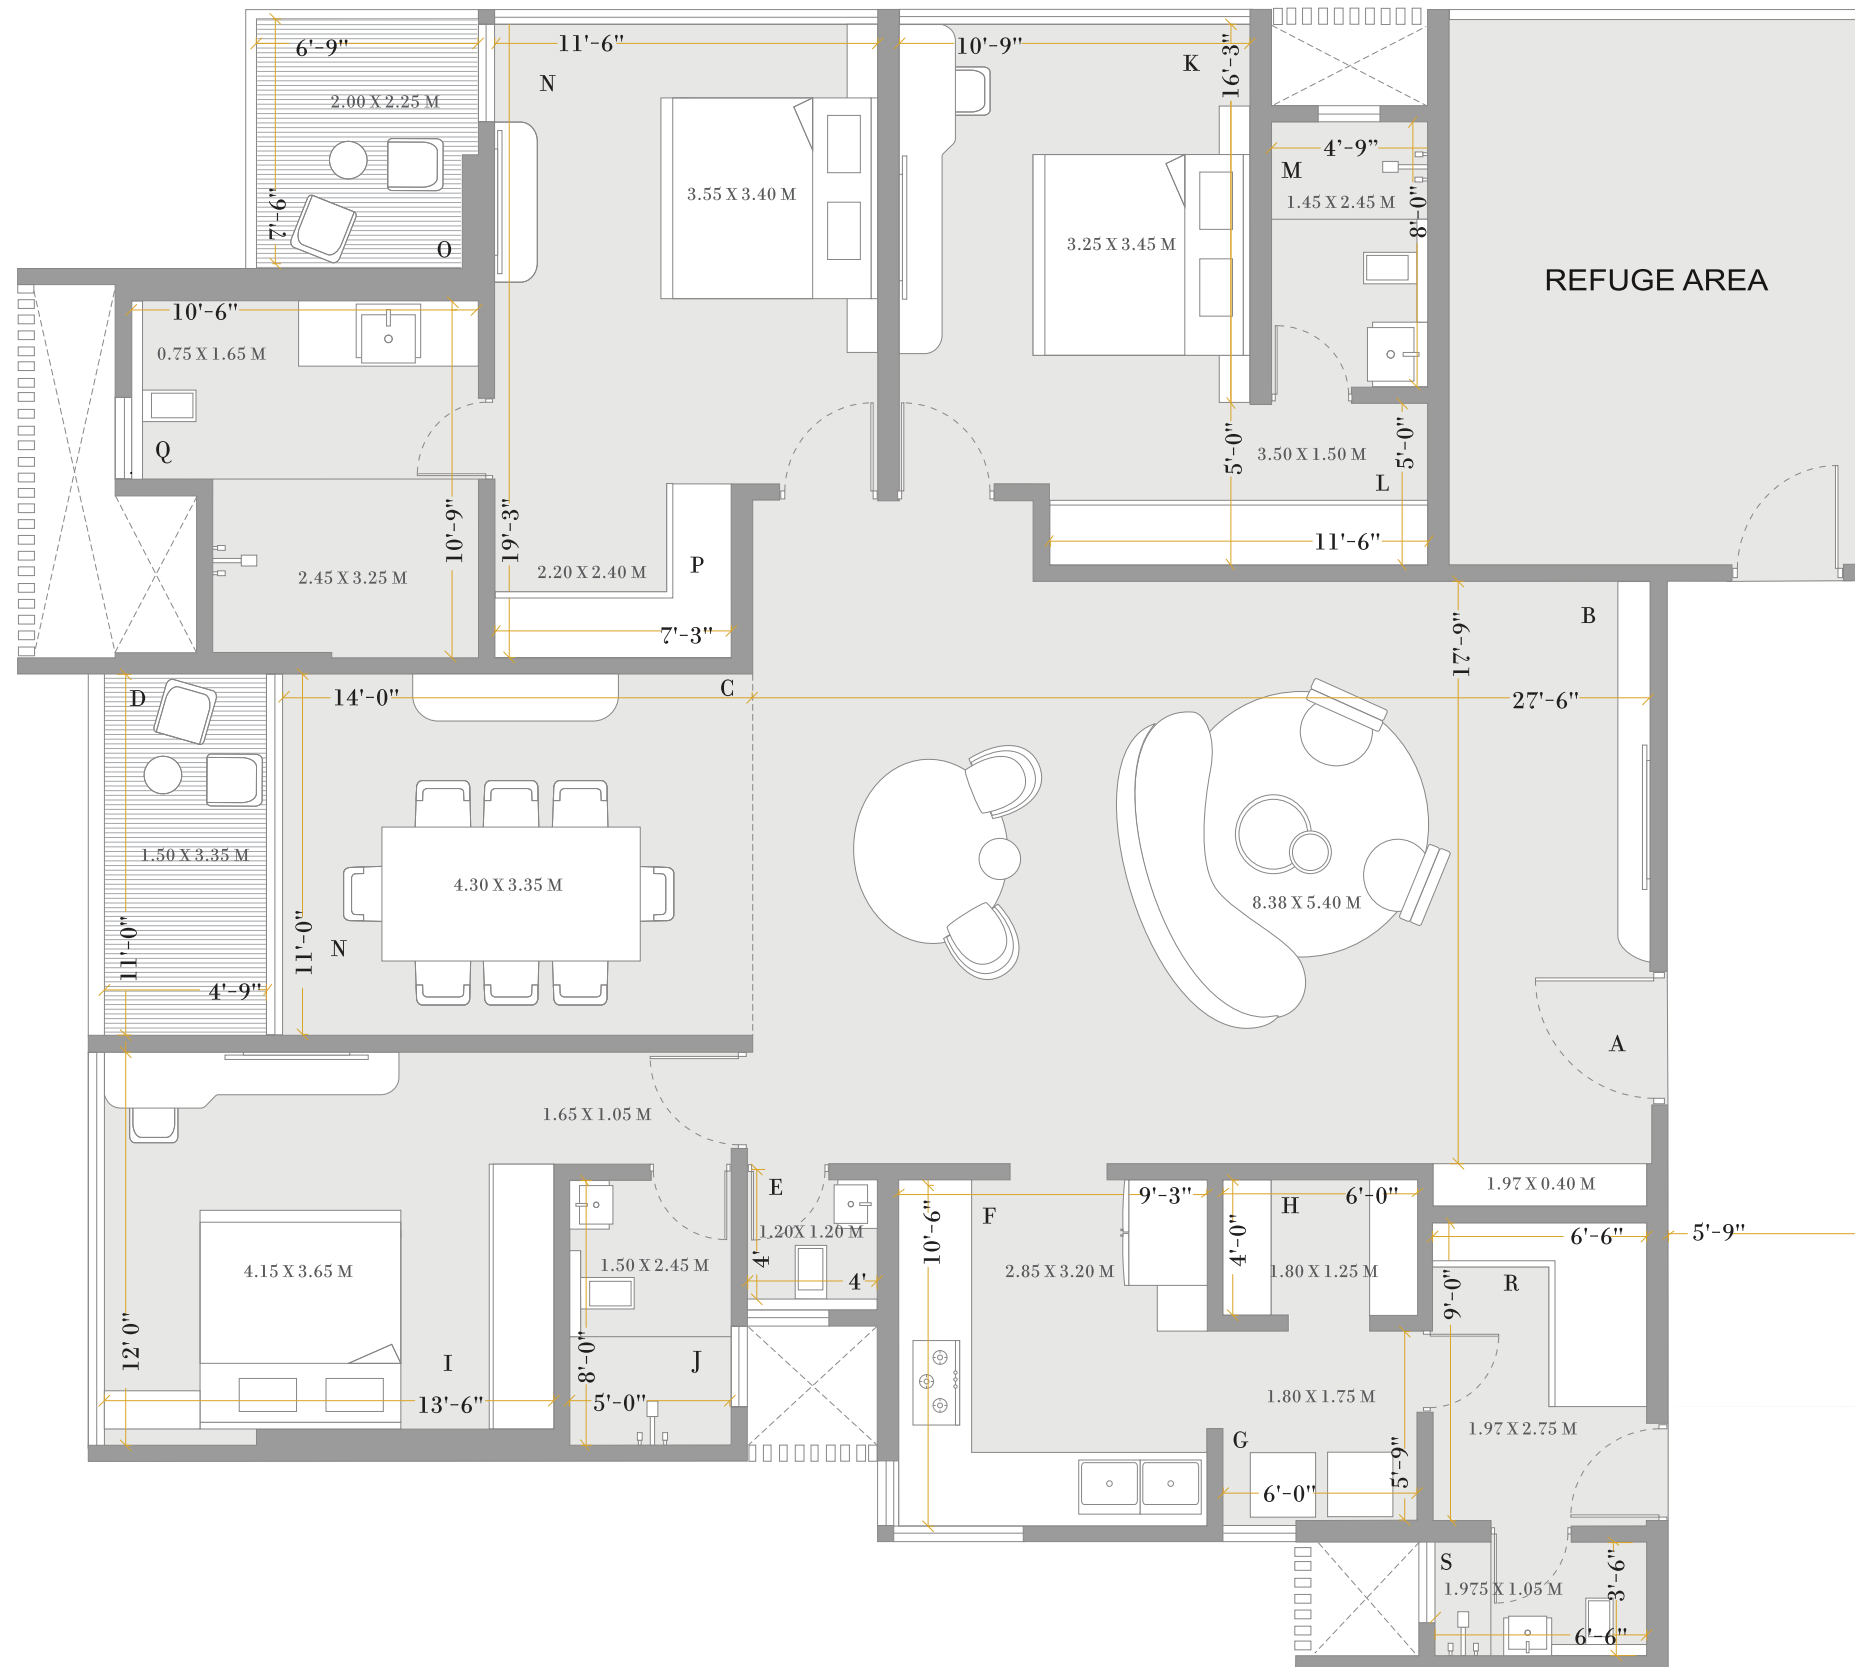 6'-9"
11'-6"
10'-9"
16'-3"
K
N
2.00 X 2.25 M
4'-9"
M
3.55 X 3.40 M
1.45 X 2.45 M
7'-6"
8'-0"
O
3.25 X 3.45 M
REFUGE AREA
10'-6"
0.75 X 1.65 M
Q
5'-0"
3.50 X 1.50 M
5'-0"
L
10'-9"
19'-3"
11'-6"
P
2.20 X 2.40 M
2.45 X 3.25 M
7'-3"
B
17'-9"
D
14'-0"
C
27'-6"
1.50 X 3.35 M
4.30 X 3.35 M
8.38 X 5.40 M
11'-0"
11'-0"
N
4'-9"
A
1.65 X 1.05 M
E
1.97 X 0.40 M
9'-3"
H
6'-0"
F
10'-6"
4'-0"
1.20X 1.20 M
6'-6"
5'-9"
4'
4.15 X 3.65 M
1.50 X 2.45 M
4'
2.85 X 3.20 M
1.80 X 1.25 M
R
9'-0"
12' 0"
I
8'-0"
J
13'-6"
5'-0"
1.80 X 1.75 M
G
1.97 X 2.75 M
5'-9"
6'-0"
S
1.975 X 1.05 M
3'-6"
6'-6"